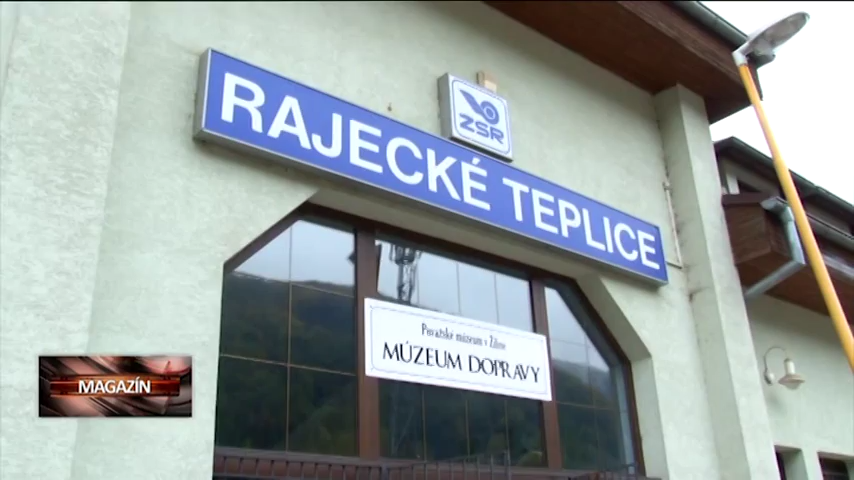 RAJECKÉ TEPLICE
ŽSR
Považské múzeum v Žiline
MÚZEUM DOPRAVY
MAGAZÍN